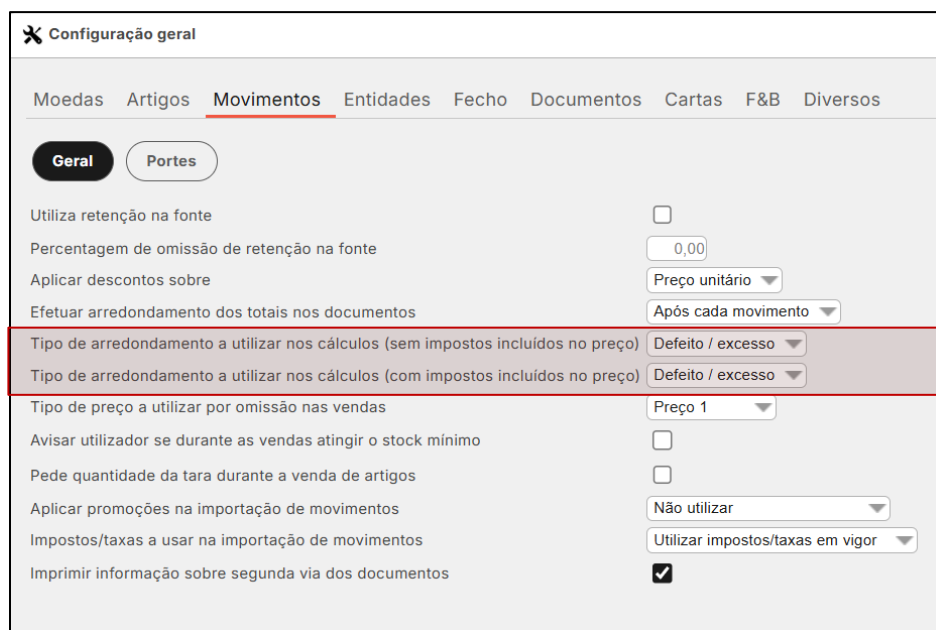 Configuração geral
Moedas Artigos Movimentos Entidades Fecho Documentos Cartas F&B Diversos
Geral Portes
Utiliza retenção na fonte
Percentagem de omissão de retenção na fonte 0,00
Aplicar descontos sobre Preço unitário
Efetuar arredondamento dos totais nos documentos Após cada movimento
Tipo de arredondamento a utilizar nos cálculos (sem impostos incluídos no preço) Defeito / excesso
Tipo de arredondamento a utilizar nos cálculos (com impostos incluídos no preço) Defeito / excesso
Tipo de preço a utilizar por omissão nas vendas Preço 1
Avisar utilizador se durante as vendas atingir o stock mínimo
Pede quantidade da tara durante a venda de artigos
Aplicar promoções na importação de movimentos Não utilizar
Impostos/taxas a usar na importação de movimentos Utilizar impostos/taxas em vigor
Imprimir informação sobre segunda via dos documentos